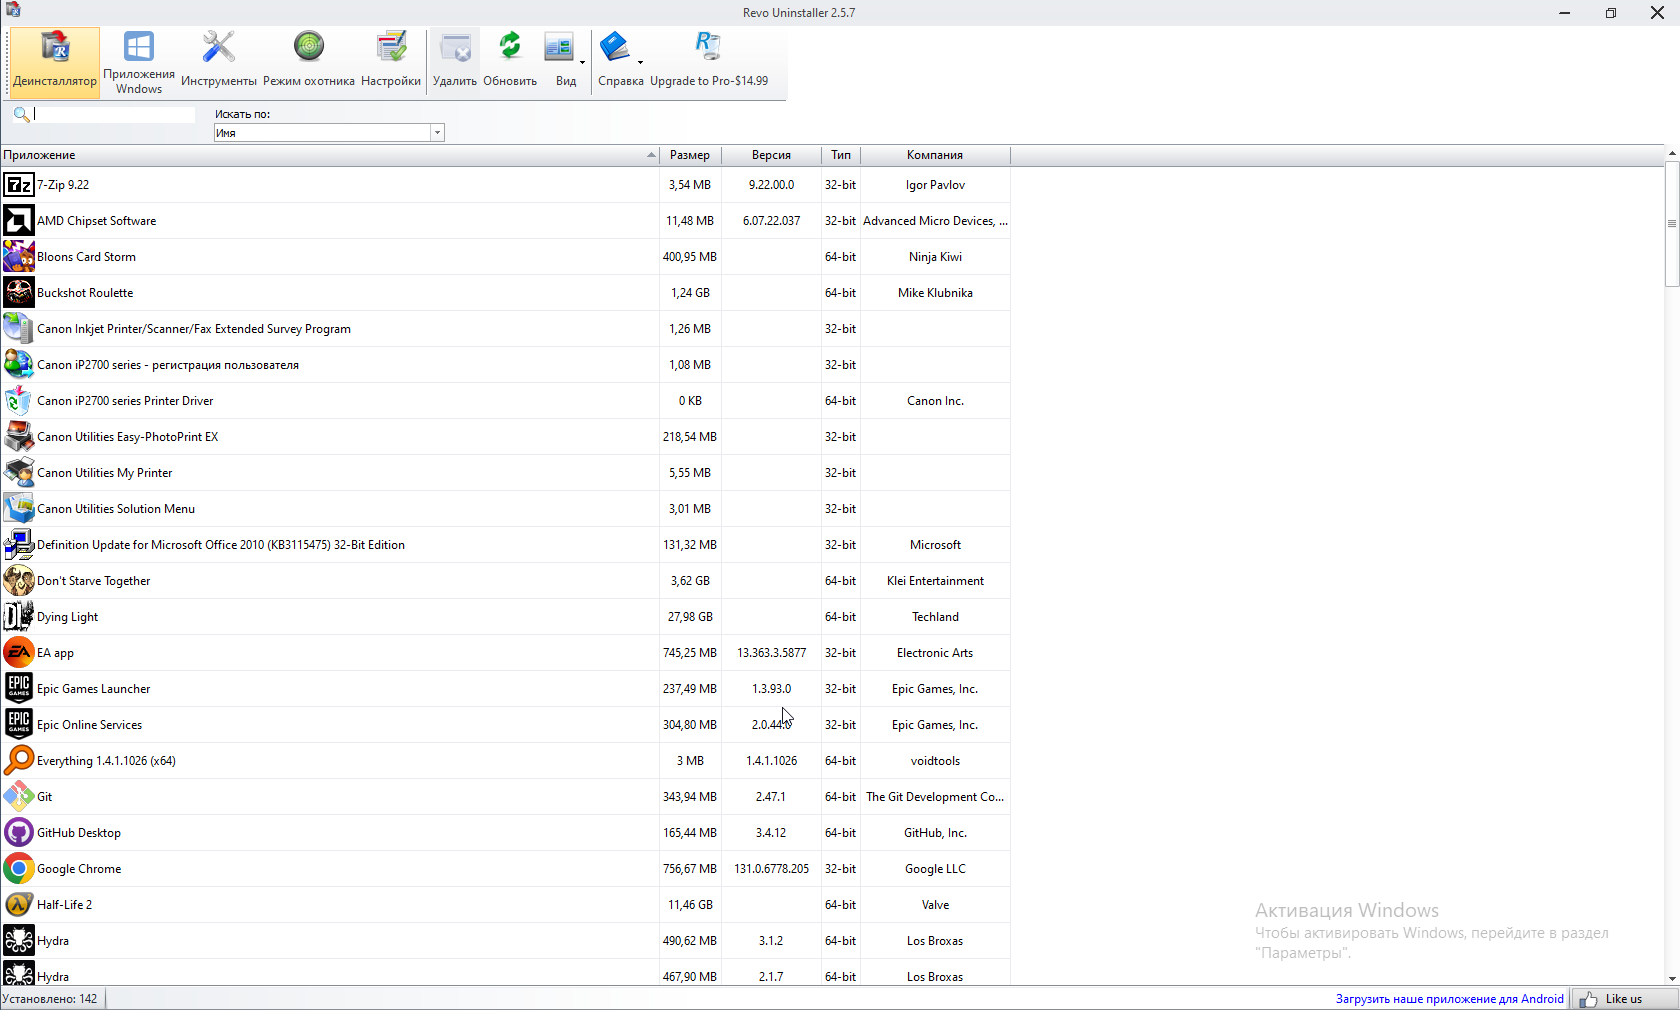 Revo Uninstaller 2.5.7
Деинсталлятор
Приложения Wndows
Инструменты
Режим охотника
Настройки
Удалить
Обновить
Вид
Справка
Upgrade to Pro-$14.99
Искать по:
Имя
Приложение Размер Версия Тип Компания
7-Zip 9.22 3,54 MB 9.22.00.0 32-bit Igor Pavlov
AMD Chipset Software 11,48 MB 6.07.22.037 32-bit Advanced Micro Devices, ...
Bloons Card Storm 400,95 MB 64-bit Ninja Kiwi
Buckshot Roulette 1,24 GB 64-bit Mike Klubnika
Canon Inkjet Printer/Scanner/Fax Extended Survey Program 1,26 MB 32-bit
Canon iP2700 series - регистрация пользователя 1,08 MB 32-bit
Canon iP2700 series Printer Driver 0 KB 64-bit Canon Inc.
Canon Utilities Easy-PhotoPrint EX 218,54 MB 32-bit
Canon Utilities My Printer 5,55 MB 32-bit
Canon Utilities Solution Menu 3,01 MB 32-bit
Definition Update for Microsoft Office 2010 (KB3115475) 32-Bit Edition 131,32 MB 32-bit Microsoft
Don't Starve Together 3,62 GB 64-bit Klei Entertainment
Dying Light 27,98 GB 64-bit Techland
EA app 745,25 MB 13.363.3.5877 32-bit Electronic Arts
Epic Games Launcher 237,49 MB 1.3.93.0 32-bit Epic Games, Inc.
Epic Online Services 304,80 MB 2.0.44.0 32-bit Epic Games, Inc.
Everything 1.4.1.1026 (x64) 3 MB 1.4.1.1026 64-bit voidtools
Git 343,94 MB 2.47.1 64-bit The Git Development Co...
GitHub Desktop 165,44 MB 3.4.12 64-bit GitHub, Inc.
Google Chrome 756,67 MB 131.0.6778.205 32-bit Google LLC
Half-Life 2 11,46 GB 64-bit Valve
Hydra 490,62 MB 3.1.2 64-bit Los Broxas
Hydra 467,90 MB 2.1.7 64-bit Los Broxas
Активация Windows
Чтобы активировать Windows, перейдите в раздел
"Параметры".
Установлено: 142
Загрузить наше приложение для Android
Like us